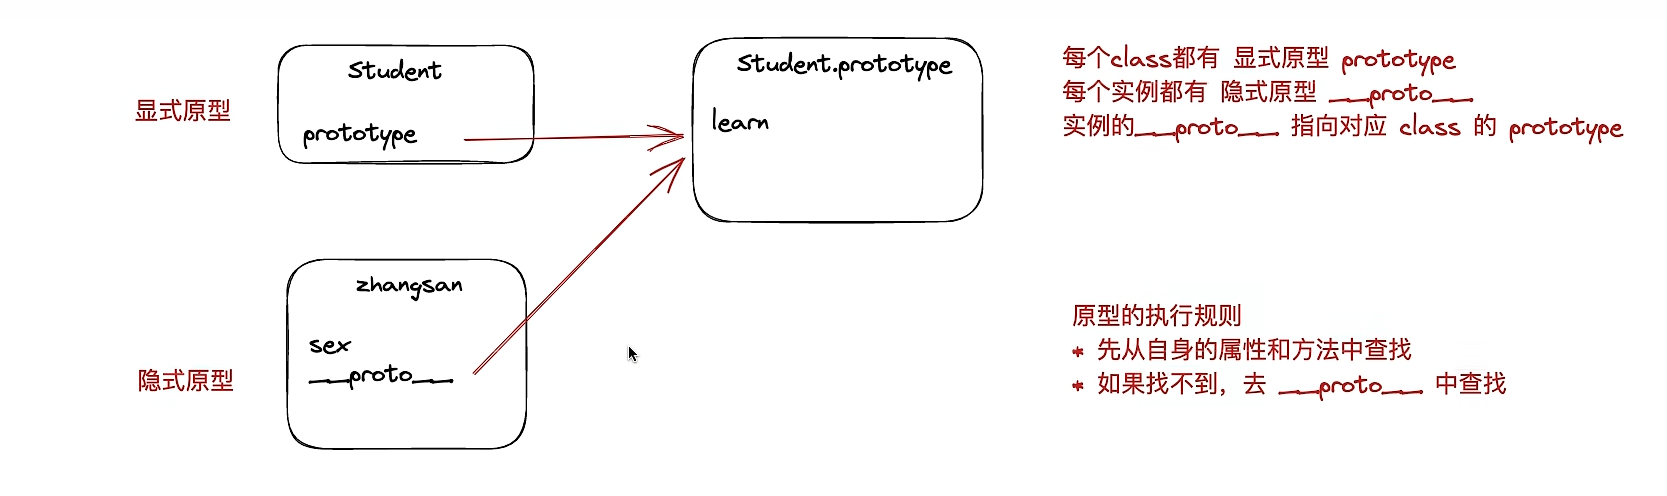 显式原型
Student
prototype
Student.prototype
learn
每个class都有 显式原型 prototype
每个实例都有 隐式原型 __proto__
实例的__proto__ 指向对应 class 的 prototype
隐式原型
zhangsan
sex
__proto__
原型的执行规则
* 先从自身的属性和方法中查找
* 如果找不到，去 __proto__ 中查找